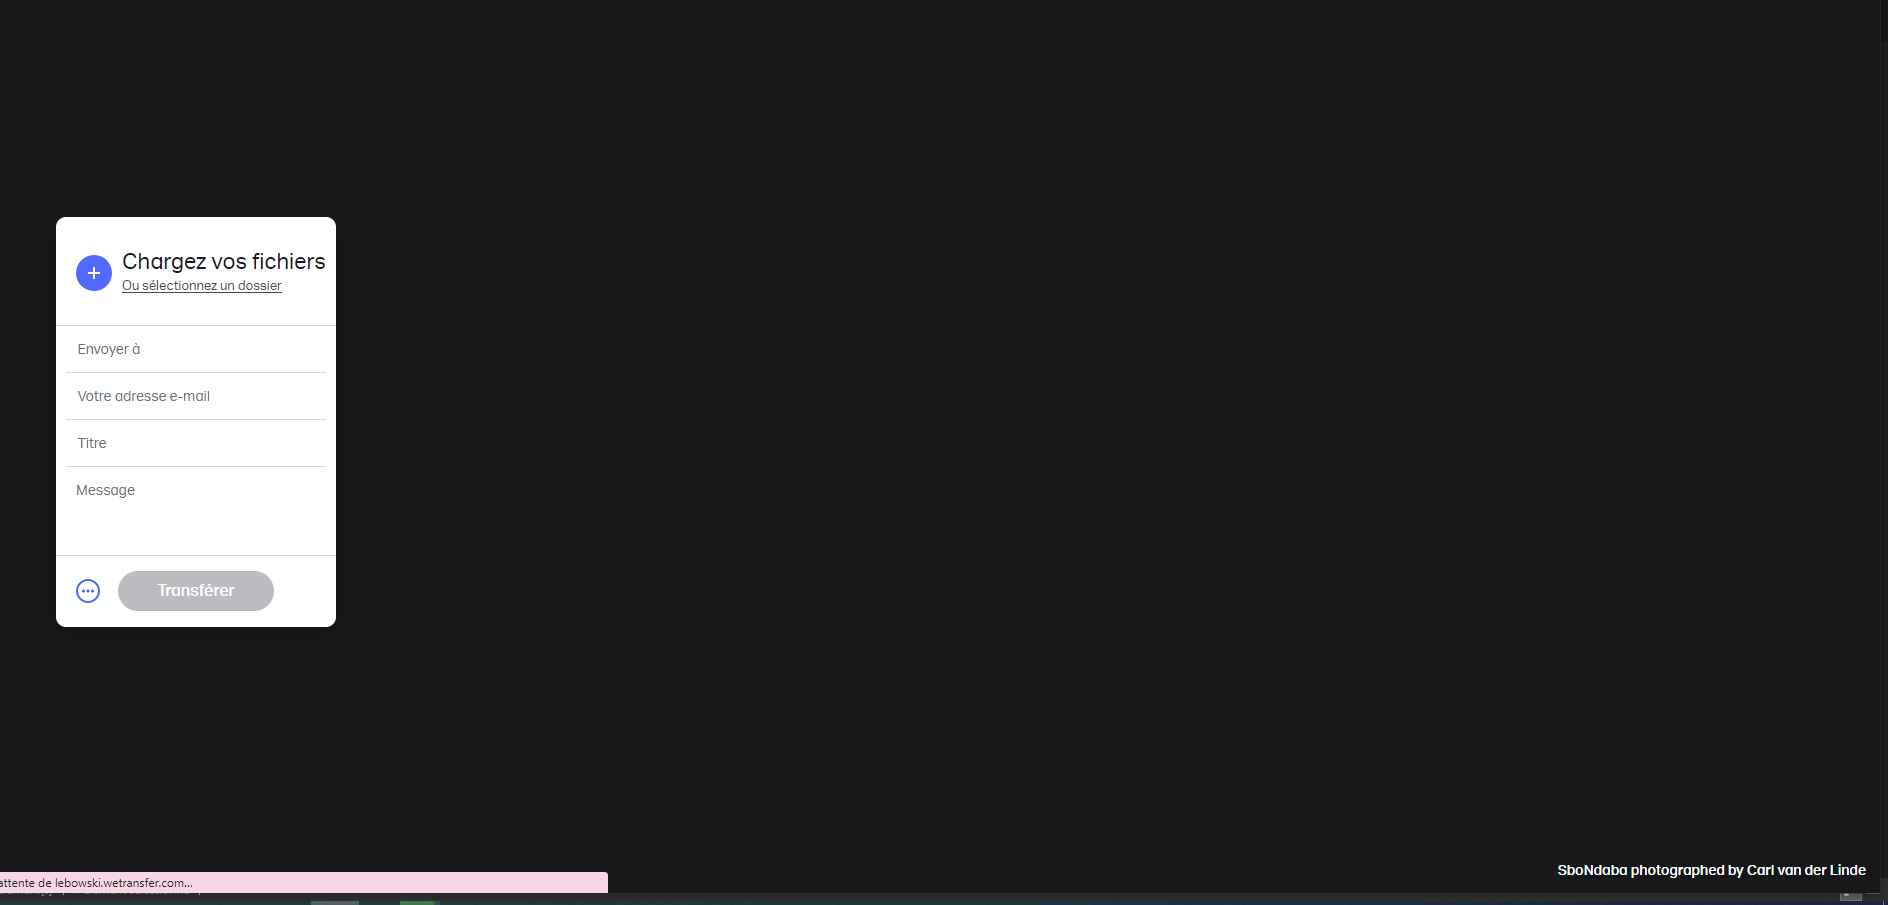 Chargez vos fichiers
Ou sélectionnez un dossier
Envoyer à
Votre adresse e-mail
Titre
Message
Transférer
SboNdaba photographed by Carl van der Linde
attente de lebowski.wetransfer.com...